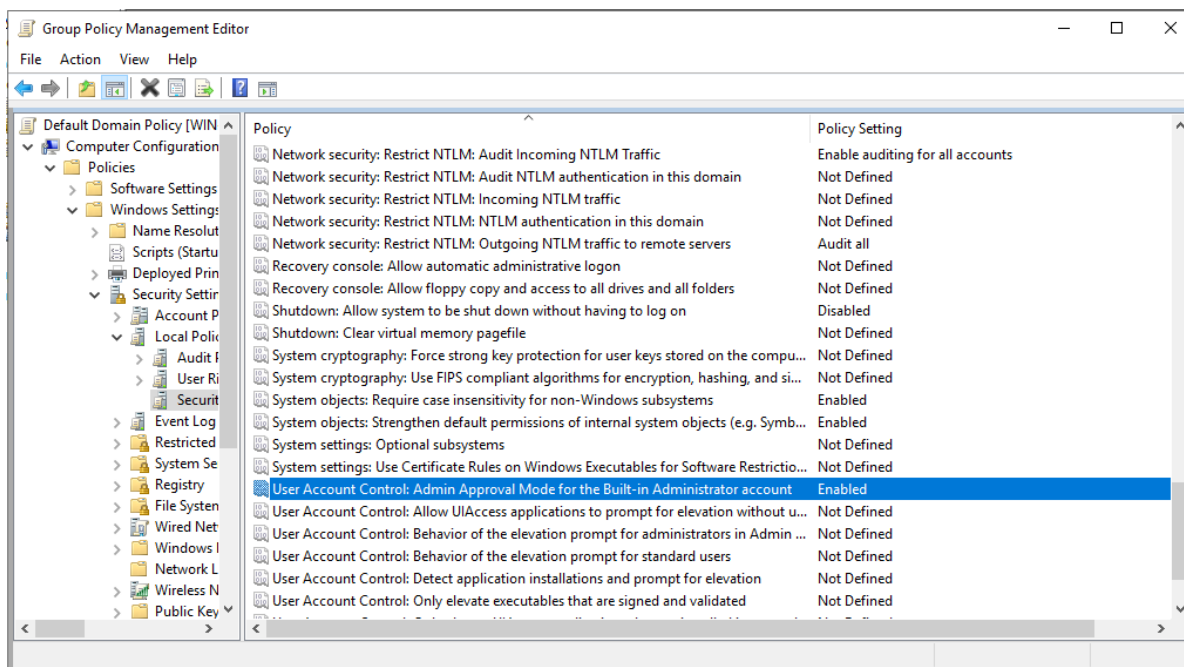 Group Policy Management Editor
File Action View Help
Default Domain Policy [WIN
Computer Configuration
Policies
Software Settings
Windows Settings
Name Resolut
Scripts (Startu
Deployed Prin
Security Settin
Account P
Local Polic
Audit P
User Ri
Securit
Event Log
Restricted
System Se
Registry
File System
Wired Net
Windows
Network L
Wireless N
Public Key
Policy Policy Setting
Network security: Restrict NTLM: Audit Incoming NTLM Traffic Enable auditing for all accounts
Network security: Restrict NTLM: Audit NTLM authentication in this domain Not Defined
Network security: Restrict NTLM: Incoming NTLM traffic Not Defined
Network security: Restrict NTLM: NTLM authentication in this domain Not Defined
Network security: Restrict NTLM: Outgoing NTLM traffic to remote servers Audit all
Recovery console: Allow automatic administrative logon Not Defined
Recovery console: Allow floppy copy and access to all drives and all folders Not Defined
Shutdown: Allow system to be shut down without having to log on Disabled
Shutdown: Clear virtual memory pagefile Not Defined
System cryptography: Force strong key protection for user keys stored on the compu... Not Defined
System cryptography: Use FIPS compliant algorithms for encryption, hashing, and si... Not Defined
System objects: Require case insensitivity for non-Windows subsystems Enabled
System objects: Strengthen default permissions of internal system objects (e.g. Symb... Enabled
System settings: Optional subsystems Not Defined
System settings: Use Certificate Rules on Windows Executables for Software Restrictio... Not Defined
User Account Control: Admin Approval Mode for the Built-in Administrator account Enabled
User Account Control: Allow UIAccess applications to prompt for elevation without u... Not Defined
User Account Control: Behavior of the elevation prompt for administrators in Admin ... Not Defined
User Account Control: Behavior of the elevation prompt for standard users Not Defined
User Account Control: Detect application installations and prompt for elevation Not Defined
User Account Control: Only elevate executables that are signed and validated Not Defined